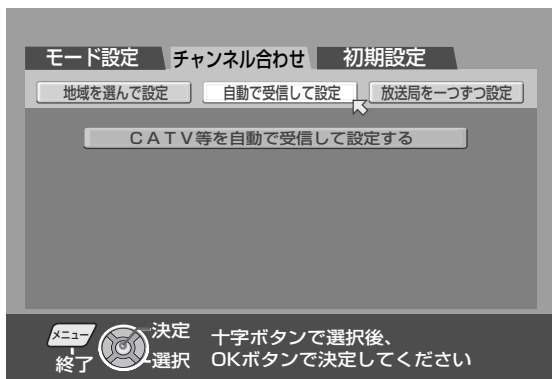 モード設定 チャンネル合わせ 初期設定
地域を選んで設定 自動で受信して設定 放送局を一つずつ設定
CATV等を自動で受信して設定する
メニュー 決定 十字ボタンで選択後、
終了 選択 OKボタンで決定してください